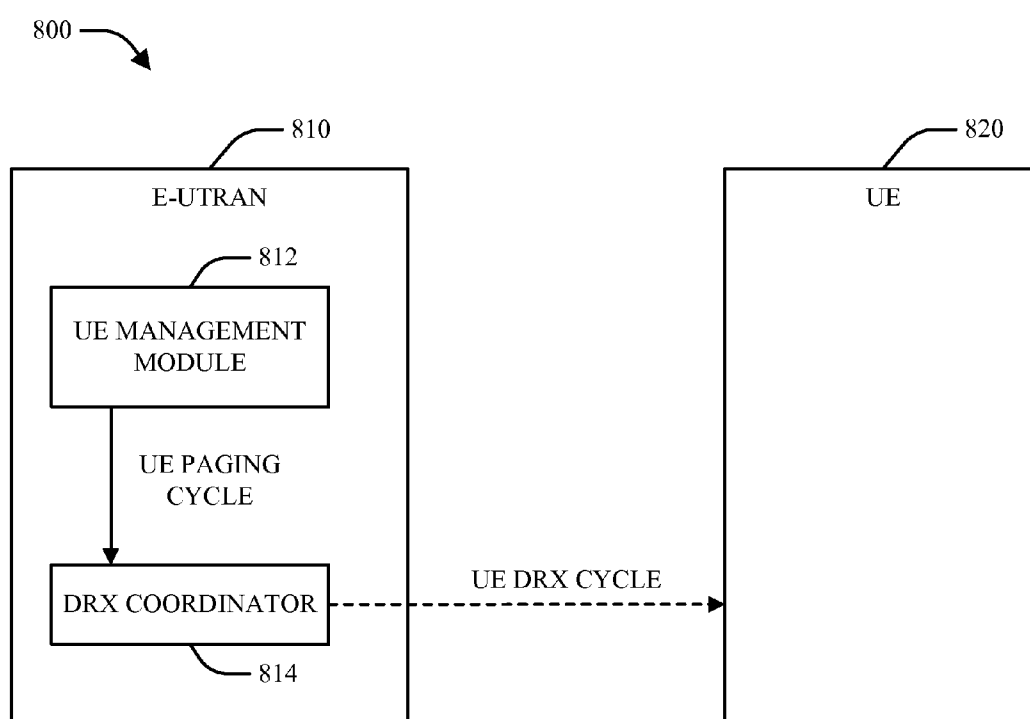 800
810
820
E-UTRAN
UE
812
UE MANAGEMENT
MODULE
UE PAGING
CYCLE
UE DRX CYCLE
DRX COORDINATOR
814